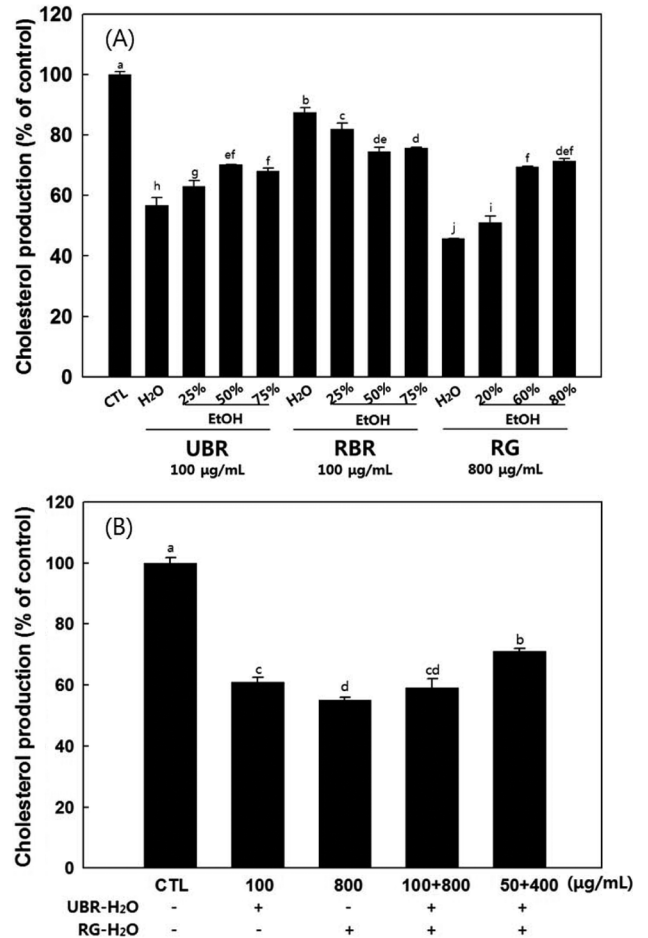 (A)
Cholesterol production (% of control)
120
100
80
60
40
20
0
a
h
g
ef
f
b
c
de
d
j
i
f
def
CTL H₂O 25% 50% 75% H₂O 25% 50% 75% H₂O 20% 60% 80%
EtOH EtOH EtOH
UBR RBR RG
100 μg/mL 100 μg/mL 800 μg/mL
(B)
Cholesterol production (% of control)
120
100
80
60
40
20
0
a
c
d
cd
b
CTL 100 800 100+800 50+400 (μg/mL)
UBR-H₂O - + - + +
RG-H₂O - - + + +